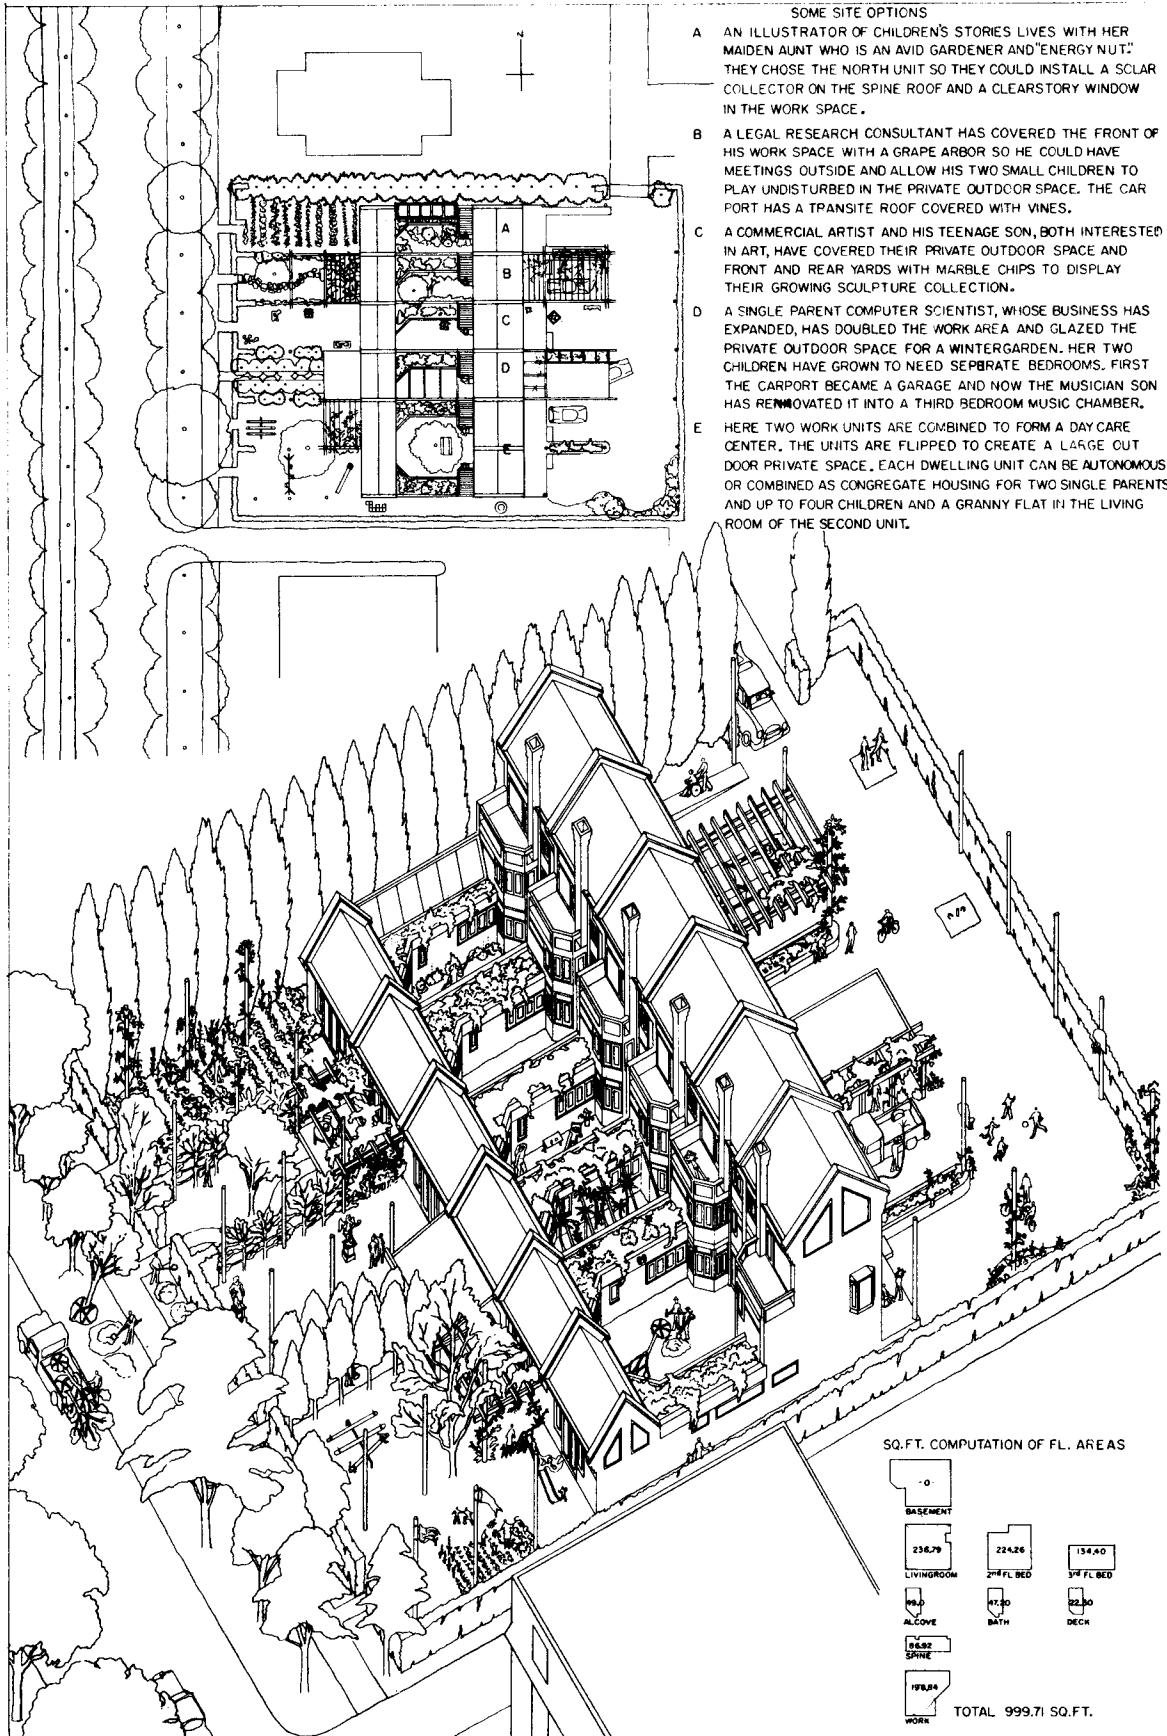 N
A
B
C
D
E
SOME SITE OPTIONS
A AN ILLUSTRATOR OF CHILDREN'S STORIES LIVES WITH HER
MAIDEN AUNT WHO IS AN AVID GARDENER AND "ENERGY NUT."
THEY CHOSE THE NORTH UNIT SO THEY COULD INSTALL A SOLAR
COLLECTOR ON THE SPINE ROOF AND A CLEARSTORY WINDOW
IN THE WORK SPACE.
B A LEGAL RESEARCH CONSULTANT HAS COVERED THE FRONT OF
HIS WORK SPACE WITH A GRAPE ARBOR SO HE COULD HAVE
MEETINGS OUTSIDE AND ALLOW HIS TWO SMALL CHILDREN TO
PLAY UNDISTURBED IN THE PRIVATE OUTDOOR SPACE. THE CAR
PORT HAS A TRANSITE ROOF COVERED WITH VINES.
C A COMMERCIAL ARTIST AND HIS TEENAGE SON, BOTH INTERESTED
IN ART, HAVE COVERED THEIR PRIVATE OUTDOOR SPACE AND
FRONT AND REAR YARDS WITH MARBLE CHIPS TO DISPLAY
THEIR GROWING SCULPTURE COLLECTION.
D A SINGLE PARENT COMPUTER SCIENTIST, WHOSE BUSINESS HAS
EXPANDED, HAS DOUBLED THE WORK AREA AND GLAZED THE
PRIVATE OUTDOOR SPACE FOR A WINTERGARDEN. HER TWO
CHILDREN HAVE GROWN TO NEED SEPERATE BEDROOMS. FIRST
THE CARPORT BECAME A GARAGE AND NOW THE MUSICIAN SON
HAS RENNOVATED IT INTO A THIRD BEDROOM MUSIC CHAMBER.
E HERE TWO WORK UNITS ARE COMBINED TO FORM A DAY CARE
CENTER. THE UNITS ARE FLIPPED TO CREATE A LARGE OUT
DOOR PRIVATE SPACE. EACH DWELLING UNIT CAN BE AUTONOMOUS
OR COMBINED AS CONGREGATE HOUSING FOR TWO SINGLE PARENTS
AND UP TO FOUR CHILDREN AND A GRANNY FLAT IN THE LIVING
ROOM OF THE SECOND UNIT.
SQ.FT. COMPUTATION OF FL. AREAS
-0-
BASEMENT
236.79 224.26 134.40
LIVINGROOM 2nd FL BED 3rd FL BED
47.20
ALCOVE BATH DECK
86.92
SPINE
198.84
WORK
TOTAL 999.71 SQ.FT.